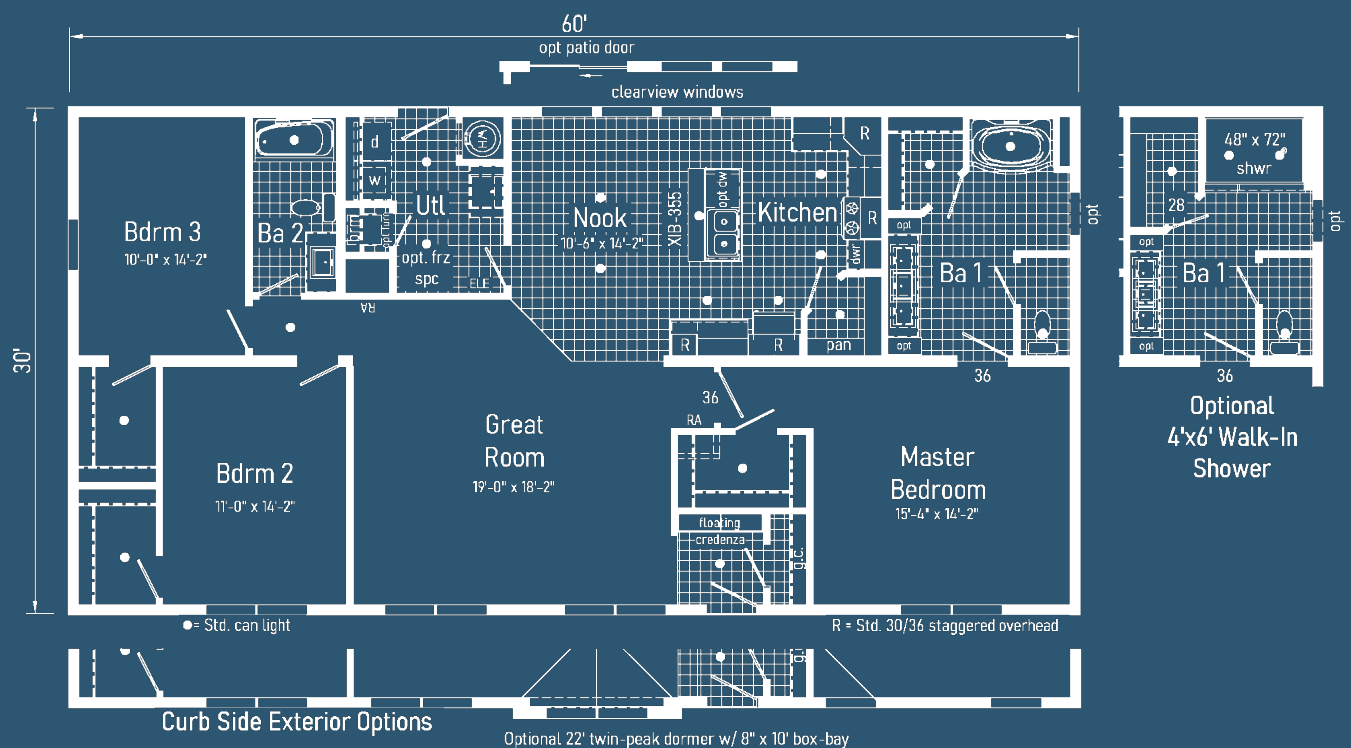 60'
opt patio door
clearview windows
30'
Bdrm 3
10'-0" x 14'-2"
Ba 2
d
w
Utl
WH
opt furn
opt. frz
spc
ELE
RA
Nook
10'-6" x 14'-2"
XIB-355
opt dw
Kitchen
R
R
dwr
R
R
pan
opt
Ba 1
opt
opt
36
48" x 72"
shwr
28
opt
Ba 1
opt
opt
36
Optional
4'x6' Walk-In
Shower
Bdrm 2
11'-0" x 14'-2"
Great
Room
19'-0" x 18'-2"
36
RA
floating
credenza
g.c.
Master
Bedroom
15'-4" x 14'-2"
= Std. can light
R = Std. 30/36 staggered overhead
Curb Side Exterior Options
Optional 22' twin-peak dormer w/ 8" x 10' box-bay